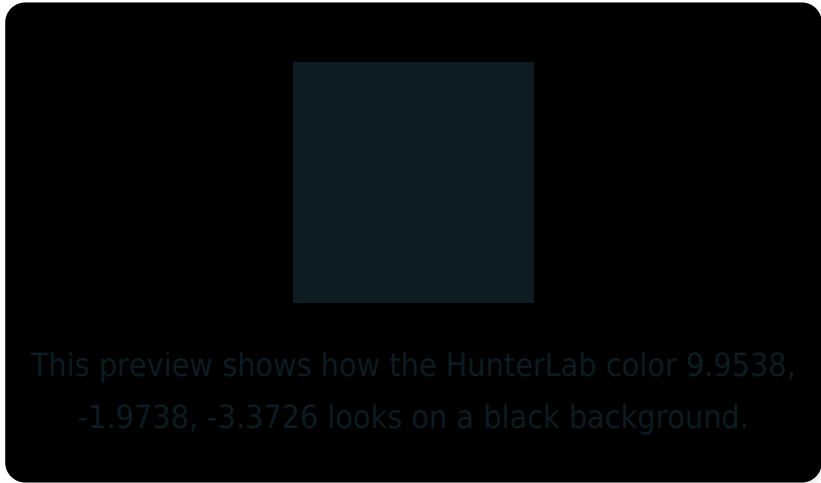 This preview shows how the HunterLab color 9.9538,
-1.9738, -3.3726 looks on a black background.